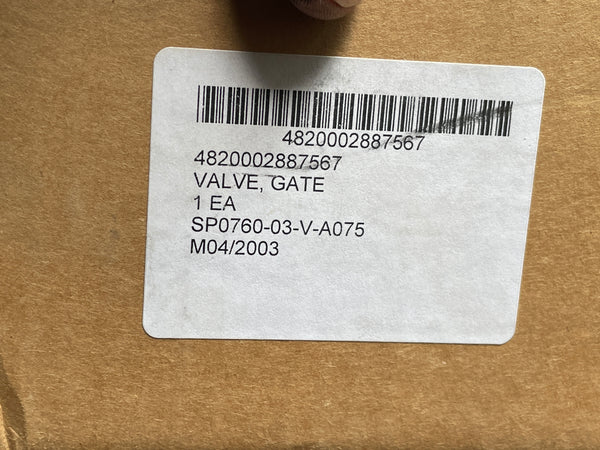 4820002887567
4820002887567
VALVE, GATE
1 EA
SP0760-03-V-A075
M04/2003